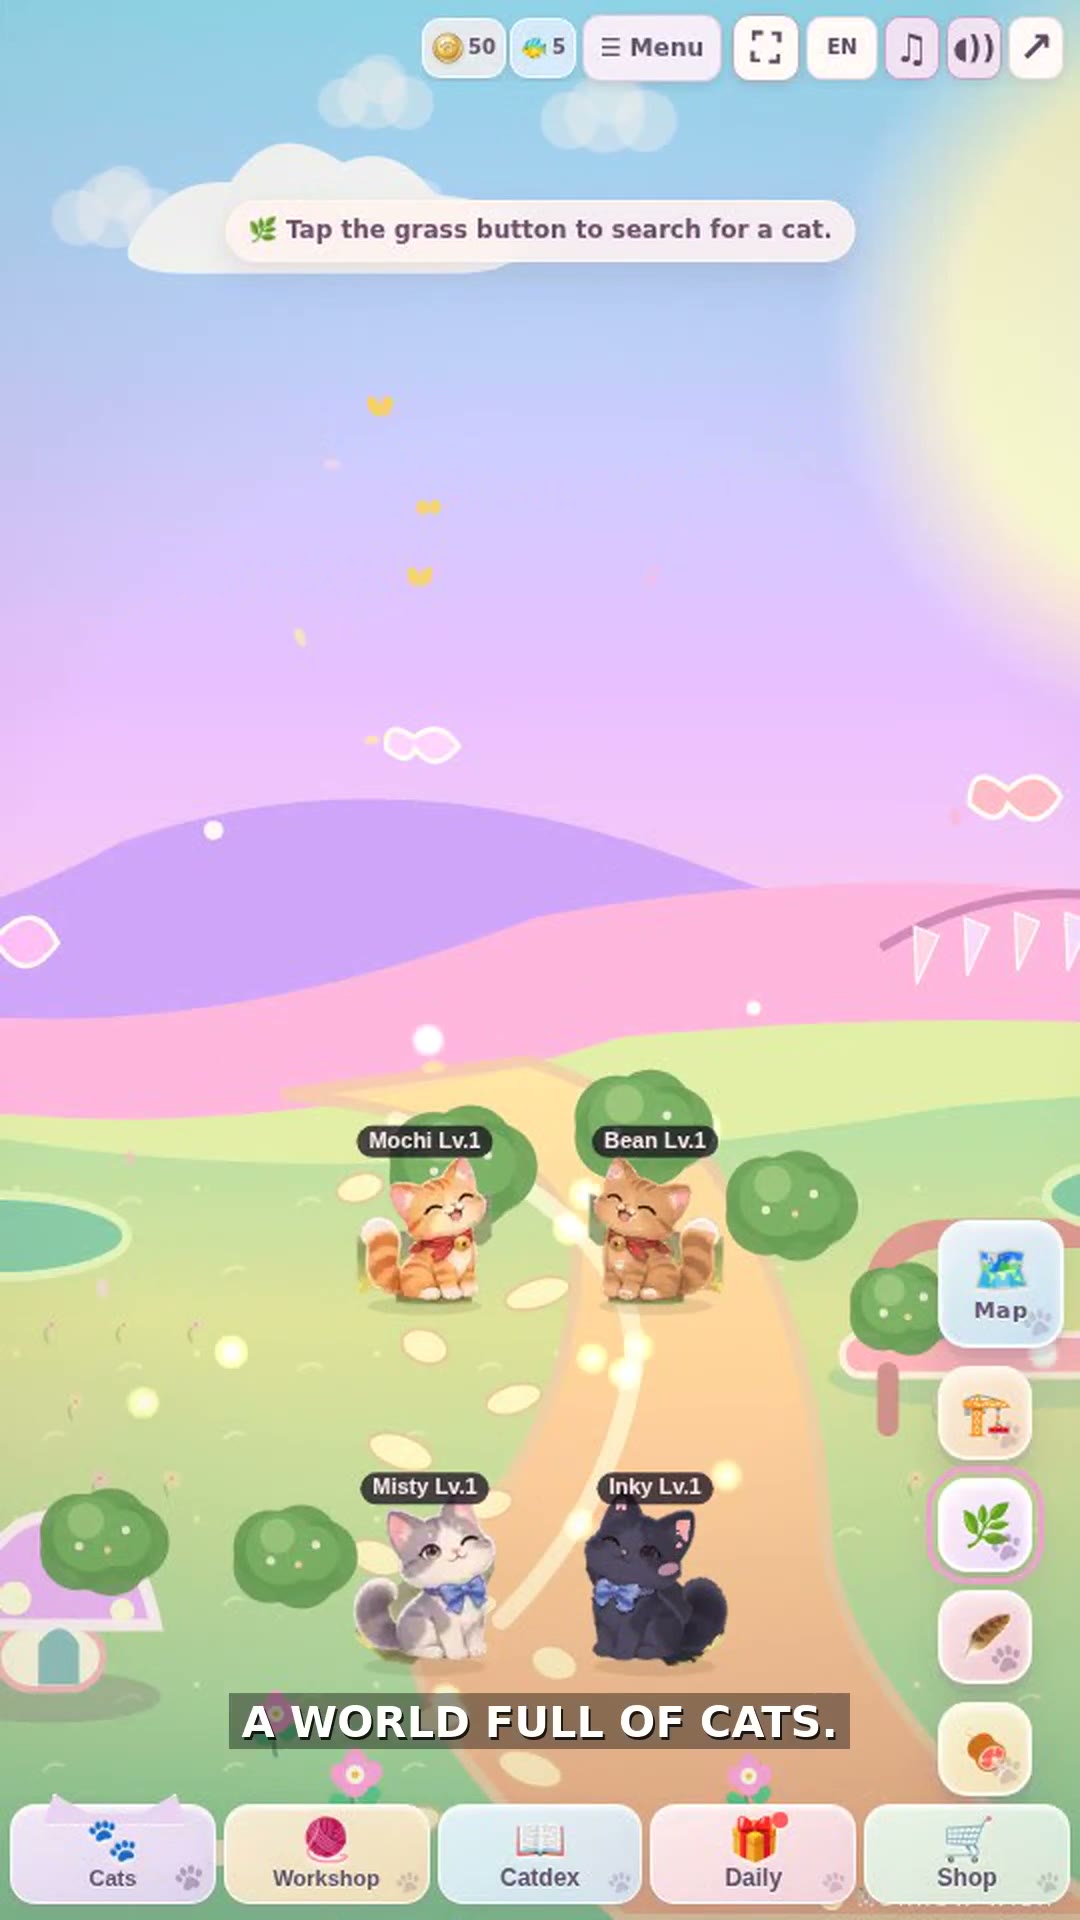 50
5
☰ Menu
EN
Tap the grass button to search for a cat.
Mochi Lv.1
Bean Lv.1
Map
Misty Lv.1
Inky Lv.1
A WORLD FULL OF CATS.
Cats
Workshop
Catdex
Daily
Shop